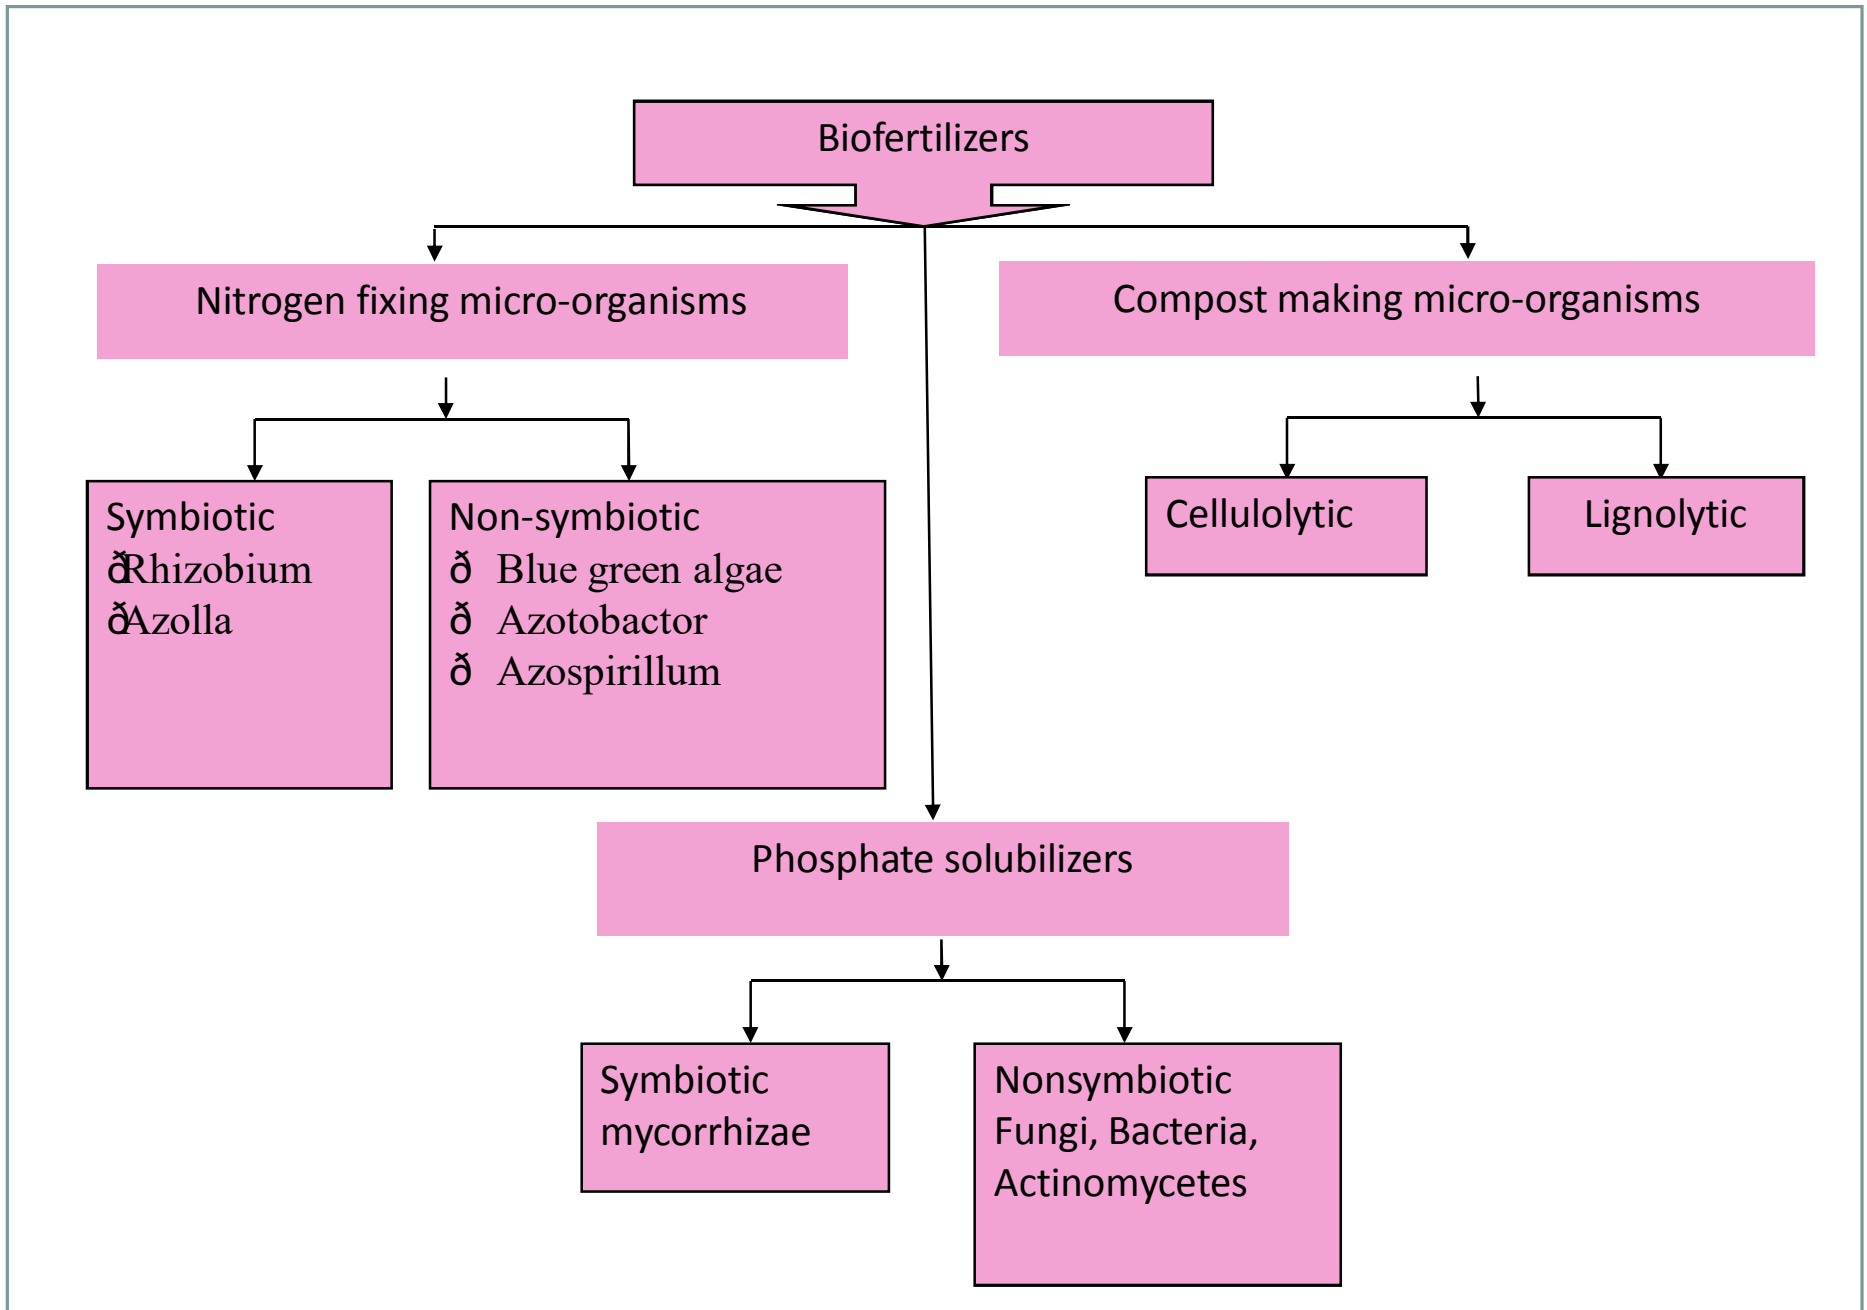 Biofertilizers
Nitrogen fixing micro-organisms
Compost making micro-organisms
Symbiotic
ðRhizobium
ðAzolla
Non-symbiotic
ð Blue green algae
ð Azotobactor
ð Azospirillum
Cellulolytic
Lignolytic
Phosphate solubilizers
Symbiotic
mycorrhizae
Nonsymbiotic
Fungi, Bacteria,
Actinomycetes